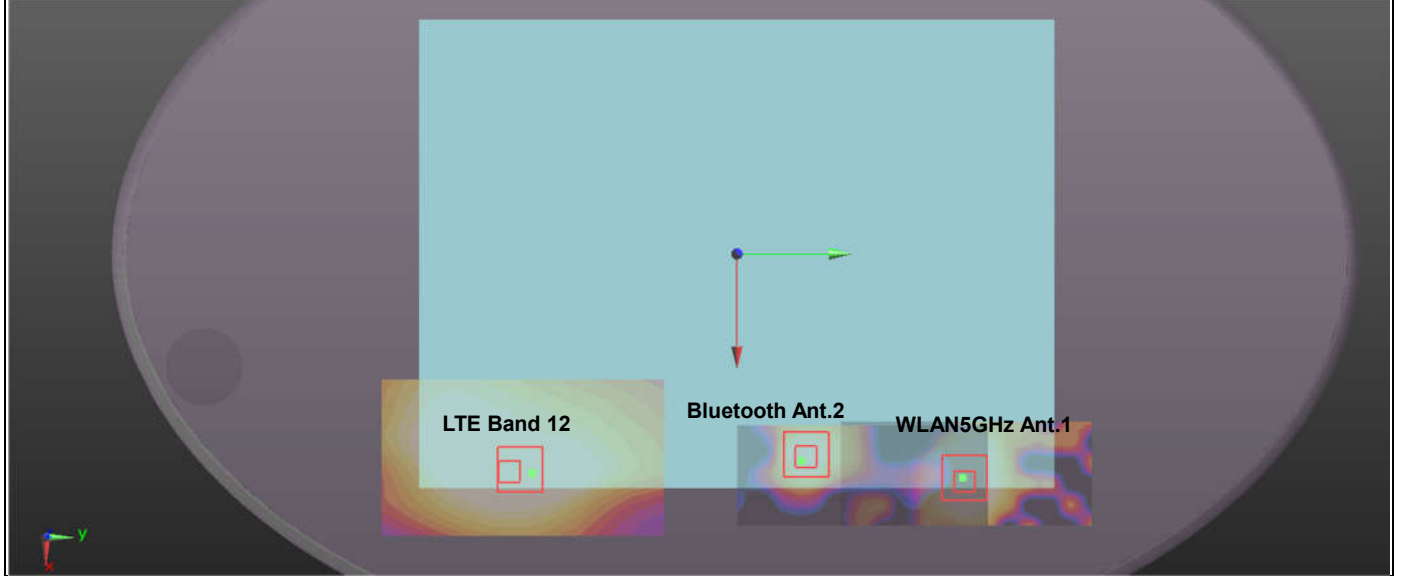 Bluetooth Ant.2
LTE Band 12
WLAN5GHz Ant.1
y
x